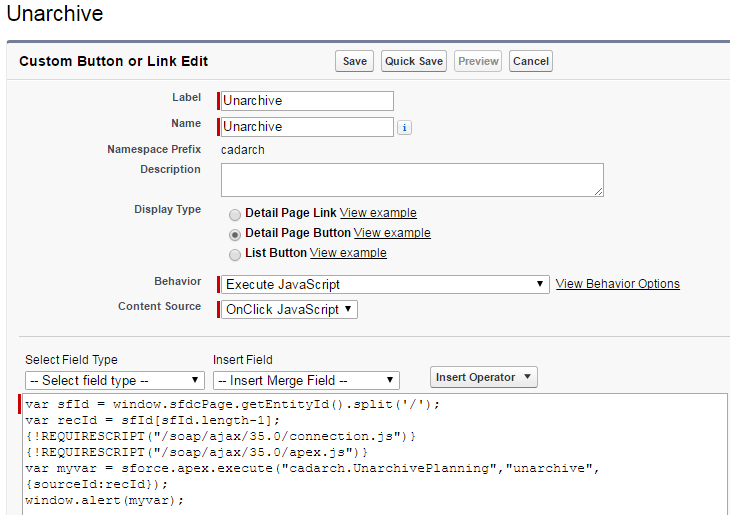 Unarchive
Custom Button or Link Edit Save Quick Save Preview Cancel
Label Unarchive
Name Unarchive i
Namespace Prefix cadarch
Description
Display Type Detail Page Link View example
Detail Page Button View example
List Button View example
Behavior Execute JavaScript View Behavior Options
Content Source OnClick JavaScript
Select Field Type Insert Field
-- Select field type -- -- Insert Merge Field -- Insert Operator
var sfId = window.sfdcPage.getEntityId().split('/');
var recId = sfId[sfId.length-1];
{!REQUIRESCRIPT("/soap/ajax/35.0/connection.js")}
{!REQUIRESCRIPT("/soap/ajax/35.0/apex.js")}
var myvar = sforce.apex.execute("cadarch.UnarchivePlanning","unarchive",
{sourceId:recId});
window.alert(myvar);